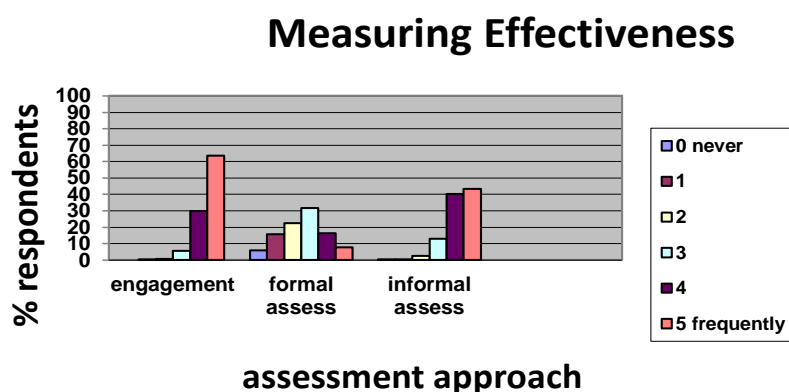 Measuring Effectiveness
% respondents
100
90
80
70
60
50
40
30
20
10
0
engagement
formal
assess
informal
assess
assessment approach
0 never
1
2
3
4
5 frequently